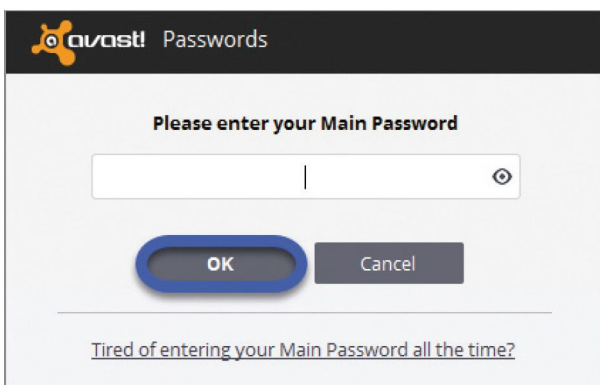 avast! Passwords
Please enter your Main Password
OK Cancel
Tired of entering your Main Password all the time?